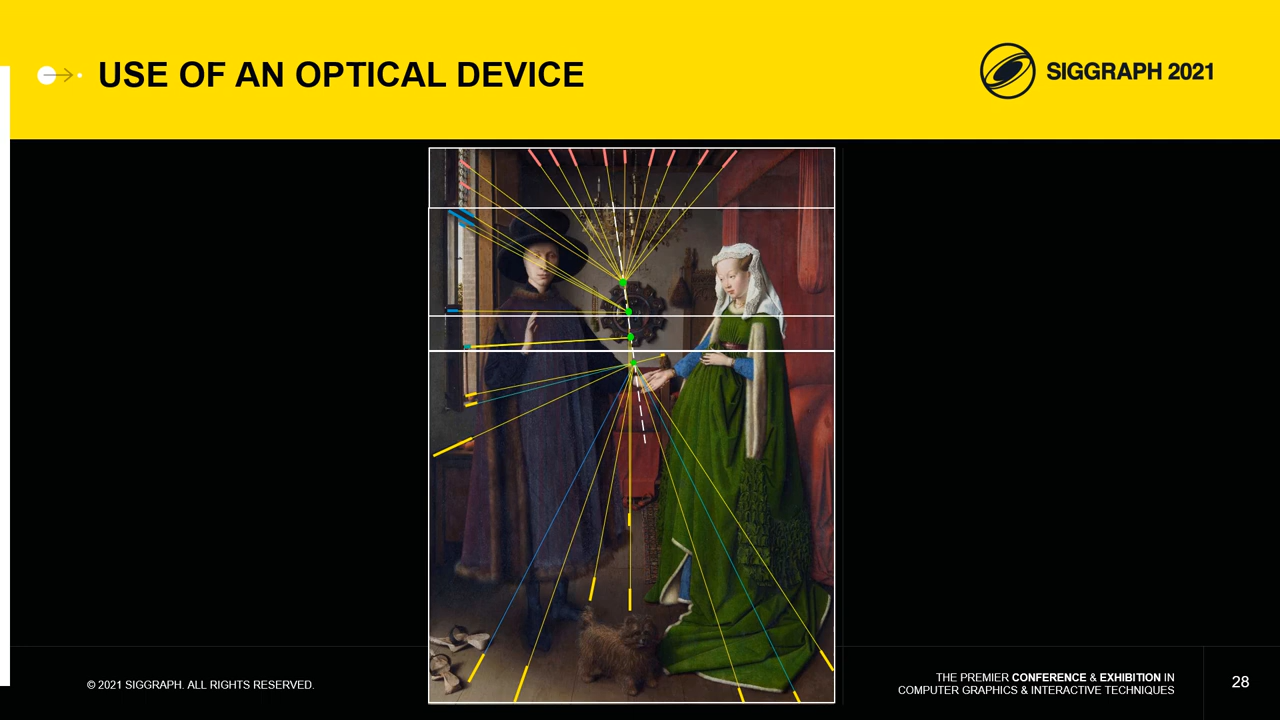 USE OF AN OPTICAL DEVICE
SIGGRAPH 2021
© 2021 SIGGRAPH. ALL RIGHTS RESERVED.
THE PREMIER CONFERENCE & EXHIBITION IN
COMPUTER GRAPHICS & INTERACTIVE TECHNIQUES
28